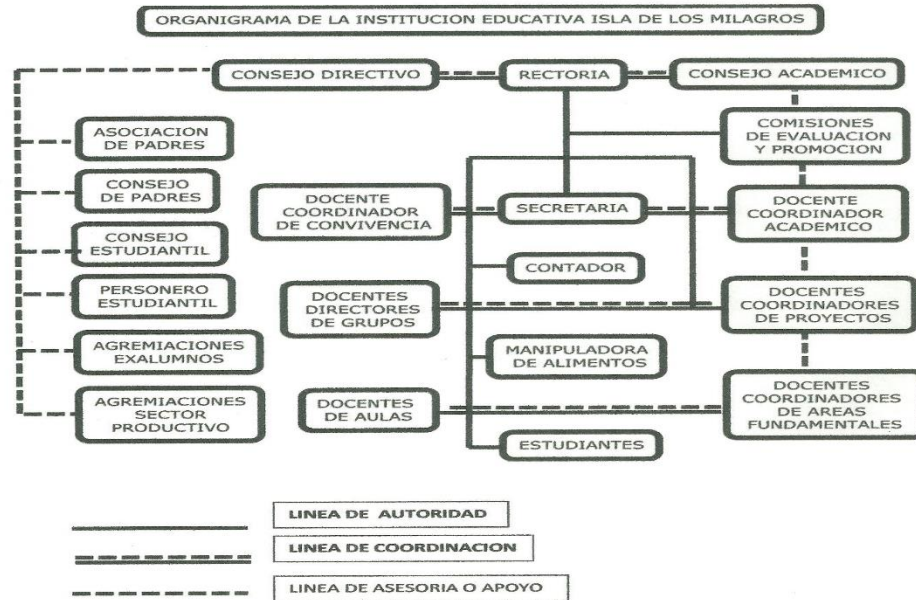 ORGANIGRAMA DE LA INSTITUCION EDUCATIVA ISLA DE LOS MILAGROS
CONSEJO DIRECTIVO
RECTORIA
CONSEJO ACADEMICO
ASOCIACION
DE PADRES
COMISIONES
DE EVALUACION
Y PROMOCION
CONSEJO
DE PADRES
DOCENTE
COORDINADOR
DE CONVIVENCIA
SECRETARIA
DOCENTE
COORDINADOR
ACADEMICO
CONSEJO
ESTUDIANTIL
CONTADOR
PERSONERO
ESTUDIANTIL
DOCENTES
DIRECTORES
DE GRUPOS
DOCENTES
COORDINADORES
DE PROYECTOS
AGREMIACIONES
EXALUMNOS
MANIPULADORA
DE ALIMENTOS
AGREMIACIONES
SECTOR
PRODUCTIVO
DOCENTES
DE AULAS
DOCENTES
COORDINADORES
DE AREAS
FUNDAMENTALES
ESTUDIANTES
LINEA DE AUTORIDAD
LINEA DE COORDINACION
LINEA DE ASESORIA O APOYO